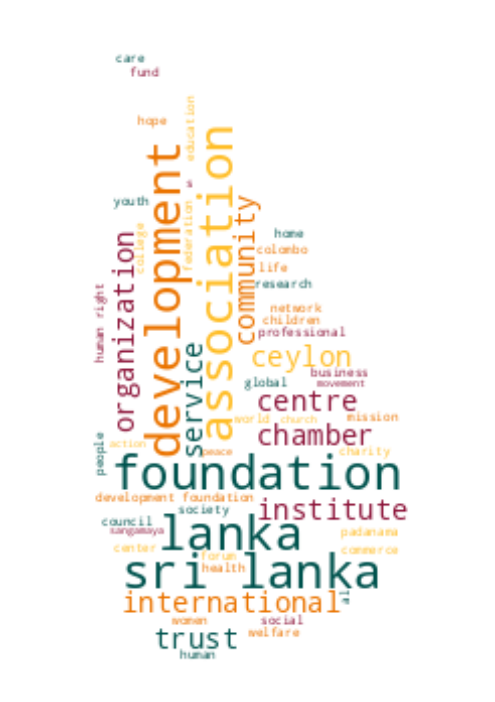 care
fund
hope
education
development
association
s
youth
federation
community
college
organization
home
colombo
life
research
human right
network
children
professional
service
ceylon
business
global
movement
centre
world
church
mission
chamber
people
action
peace
charity
foundation
development foundation
institute
society
council
sangamaya
lanka
padanama
center
forum
commerce
health
sri lanka
international
al
women
social
trust
welfare
human